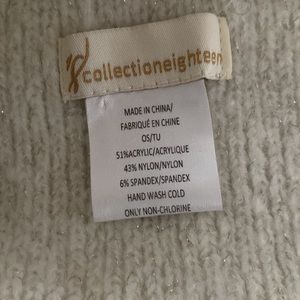 '8 collectioneighteen
MADE IN CHINA/
FABRIQUÉ EN CHINE
OS/TU
51%ACRYLIC/ACRYLIQUE
43% NYLON/NYLON
6% SPANDEX/SPANDEX
HAND WASH COLD
ONLY NON-CHLORINE